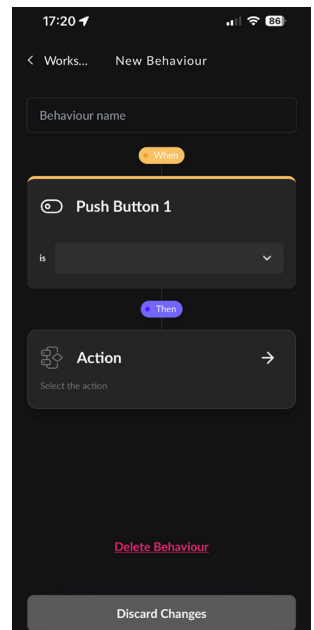 17:20
86
Works... New Behaviour
Behaviour name
When
Push Button 1
is
Then
Action
Select the action
Delete Behaviour
Discard Changes